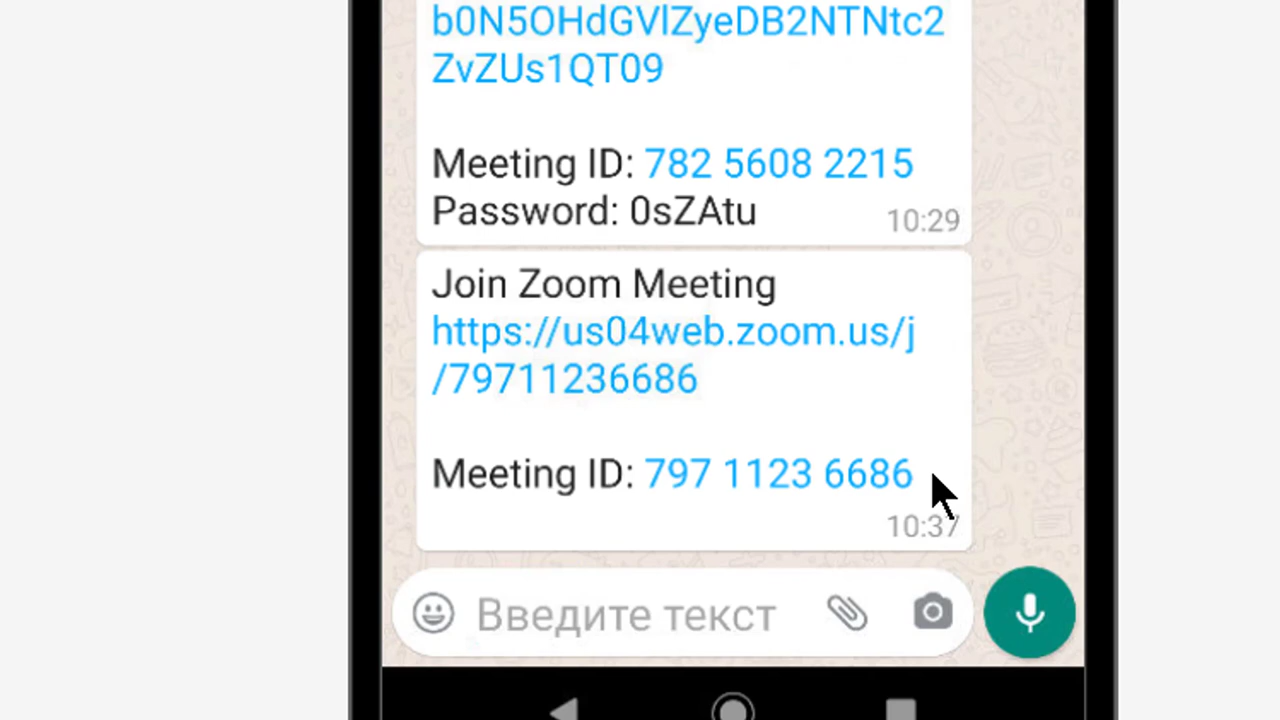 b0N5OHdGVlZyeDB2NTNtc2
ZvZUs1QT09
Meeting ID: 782 5608 2215
Password: 0sZAtu
10:29
Join Zoom Meeting
https://us04web.zoom.us/j
/79711236686
Meeting ID: 797 1123 6686
10:37
Введите текст